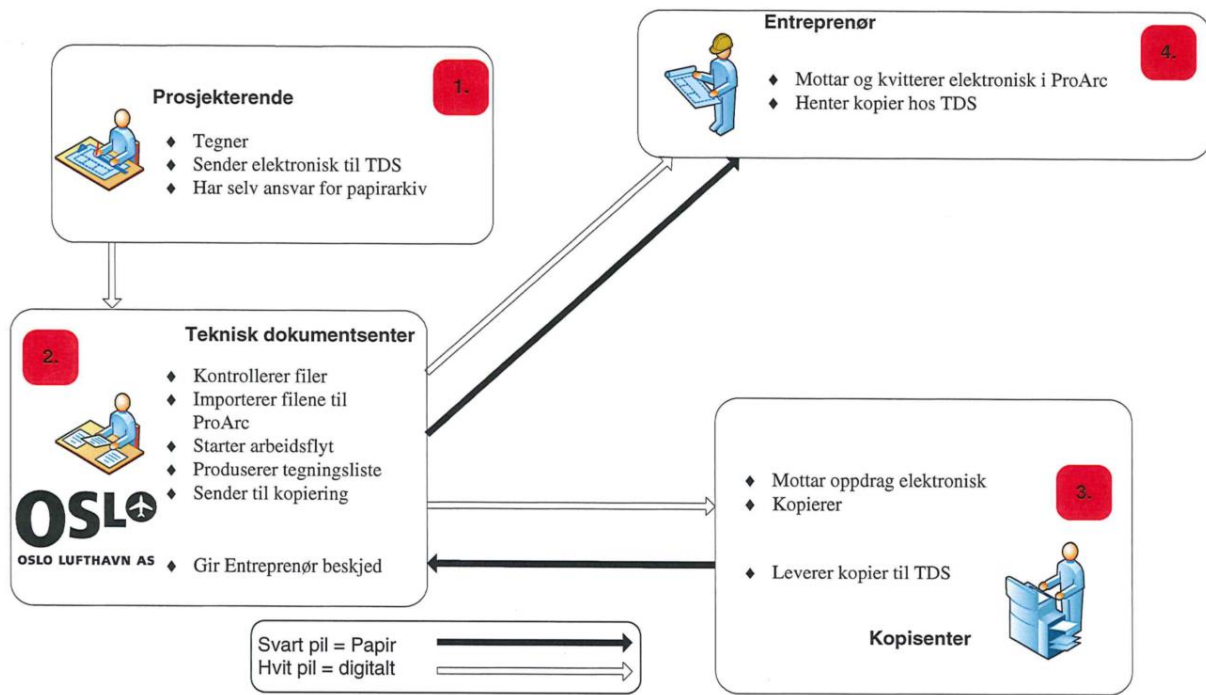 1.
Prosjekterende
♦ Tegner
♦ Sender elektronisk til TDS
♦ Har selv ansvar for papirarkiv
Entreprenør
4.
♦ Mottar og kvitterer elektronisk i ProArc
♦ Henter kopier hos TDS
2.
Teknisk dokumentsenter
♦ Kontrollerer filer
♦ Importerer filene til
ProArc
♦ Starter arbeidsflyt
♦ Produserer tegningsliste
♦ Sender til kopiering
OSL
OSLO LUFTHAVN AS
♦ Gir Entreprenør beskjed
♦ Mottar oppdrag elektronisk
♦ Kopierer
3.
♦ Leverer kopier til TDS
Kopisenter
Svart pil = Papir
Hvit pil = digitalt